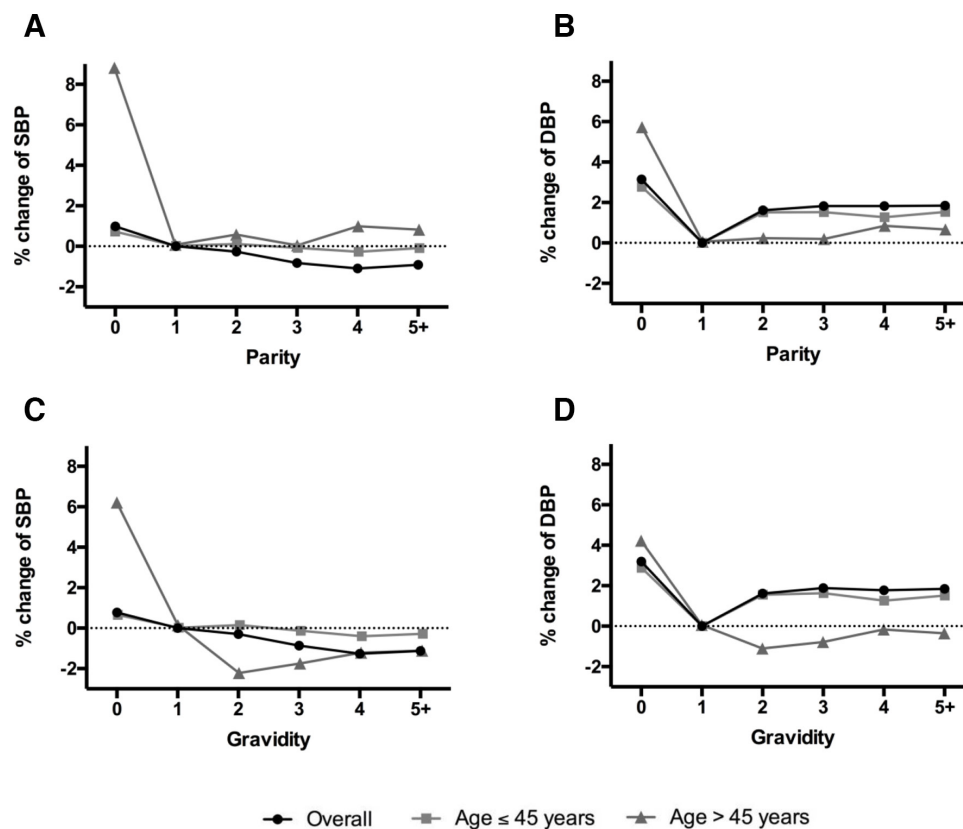 A
% change of SBP
8
6
4
2
0
-2
0 1 2 3 4 5+
Parity
B
% change of DBP
8
6
4
2
0
-2
0 1 2 3 4 5+
Parity
C
% change of SBP
8
6
4
2
0
-2
0 1 2 3 4 5+
Gravidity
D
% change of DBP
8
6
4
2
0
-2
0 1 2 3 4 5+
Gravidity
Overall Age ≤ 45 years Age > 45 years